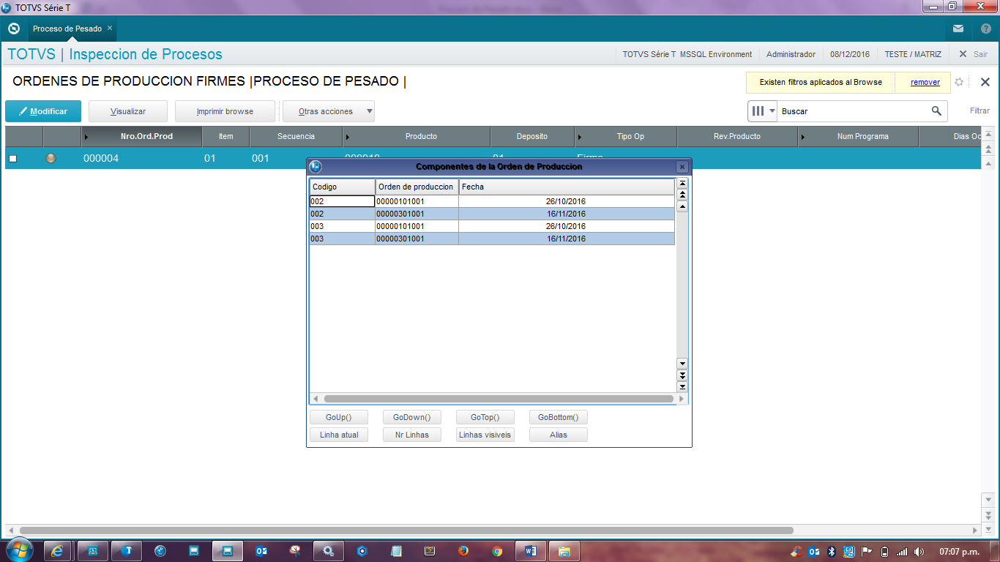 TOTVS Série T
Proceso de Pesado
TOTVS | Inspeccion de Procesos
TOTVS Série T MSSQL Environment
Administrador
08/12/2016
TESTE / MATRIZ
Sair
ORDENES DE PRODUCCION FIRMES |PROCESO DE PESADO |
Existen filtros aplicados al Browse
remover
Modificar
Visualizar
Imprimir browse
Otras acciones
Buscar
Filtrar
Nro.Ord.Prod Item Secuencia Producto Deposito Tipo Op Rev.Producto Num Programa Dias Oc
000004 01 001 000010 01 Firme
Componentes de la Orden de Produccion
Codigo Orden de produccion Fecha
002 00000101001 26/10/2016
002 00000301001 16/11/2016
003 00000101001 26/10/2016
003 00000301001 16/11/2016
GoUp() GoDown() GoTop() GoBottom()
Linha atual Nr Linhas Linhas visiveis Alias
07:07 p.m.